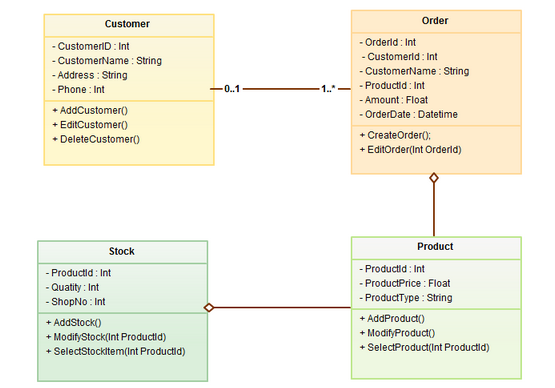 Customer
- CustomerID : Int
- CustomerName : String
- Address : String
- Phone : Int
+ AddCustomer()
+ EditCustomer()
+ DeleteCustomer()
0..1
1..*
Order
- OrderId : Int
- CustomerId : Int
- CustomerName : String
- ProductId : Int
- Amount : Float
- OrderDate : Datetime
+ CreateOrder();
+ EditOrder(Int OrderId)
Stock
- ProductId : Int
- Quatity : Int
- ShopNo : Int
+ AddStock()
+ ModifyStock(Int ProductId)
+ SelectStockItem(Int ProductId)
Product
- ProductId : Int
- ProductPrice : Float
- ProductType : String
+ AddProduct()
+ ModifyProduct()
+ SelectProduct(Int ProductId)